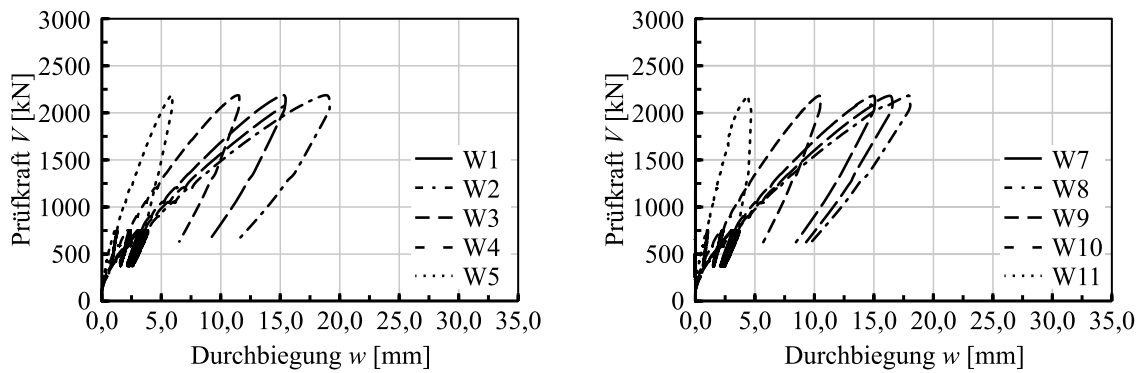 3000
2500
2000
1500
1000
500
0
Prüfkraft V [kN]
W1
W2
W3
W4
W5
0,0 5,0 10,0 15,0 20,0 25,0 30,0 35,0
Durchbiegung w [mm]
3000
2500
2000
1500
1000
500
0
Prüfkraft V [kN]
W7
W8
W9
W10
W11
0,0 5,0 10,0 15,0 20,0 25,0 30,0 35,0
Durchbiegung w [mm]